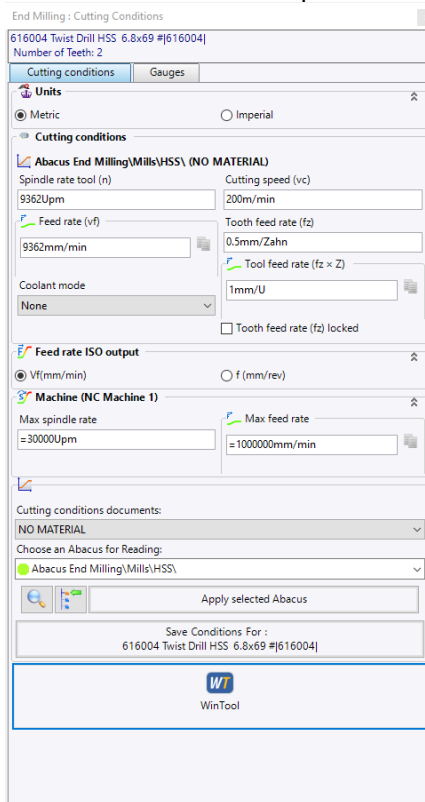 End Milling : Cutting Conditions
616004 Twist Drill HSS  6.8x69 #|616004|
Number of Teeth: 2
Cutting conditions Gauges
Units
Metric Imperial
Cutting conditions
Abacus End Milling\Mills\HSS\ (NO MATERIAL)
Spindle rate tool (n) Cutting speed (vc)
9362Upm 200m/min
Feed rate (vf) Tooth feed rate (fz)
9362mm/min 0.5mm/Zahn
Tool feed rate (fz × Z)
Coolant mode 1mm/U
None
Tooth feed rate (fz) locked
Feed rate ISO output
Vf(mm/min) f (mm/rev)
Machine (NC Machine 1)
Max spindle rate Max feed rate
=30000Upm =1000000mm/min
Cutting conditions documents:
NO MATERIAL
Choose an Abacus for Reading:
Abacus End Milling\Mills\HSS\
Apply selected Abacus
Save Conditions For :
616004 Twist Drill HSS  6.8x69 #|616004|
WT
WinTool